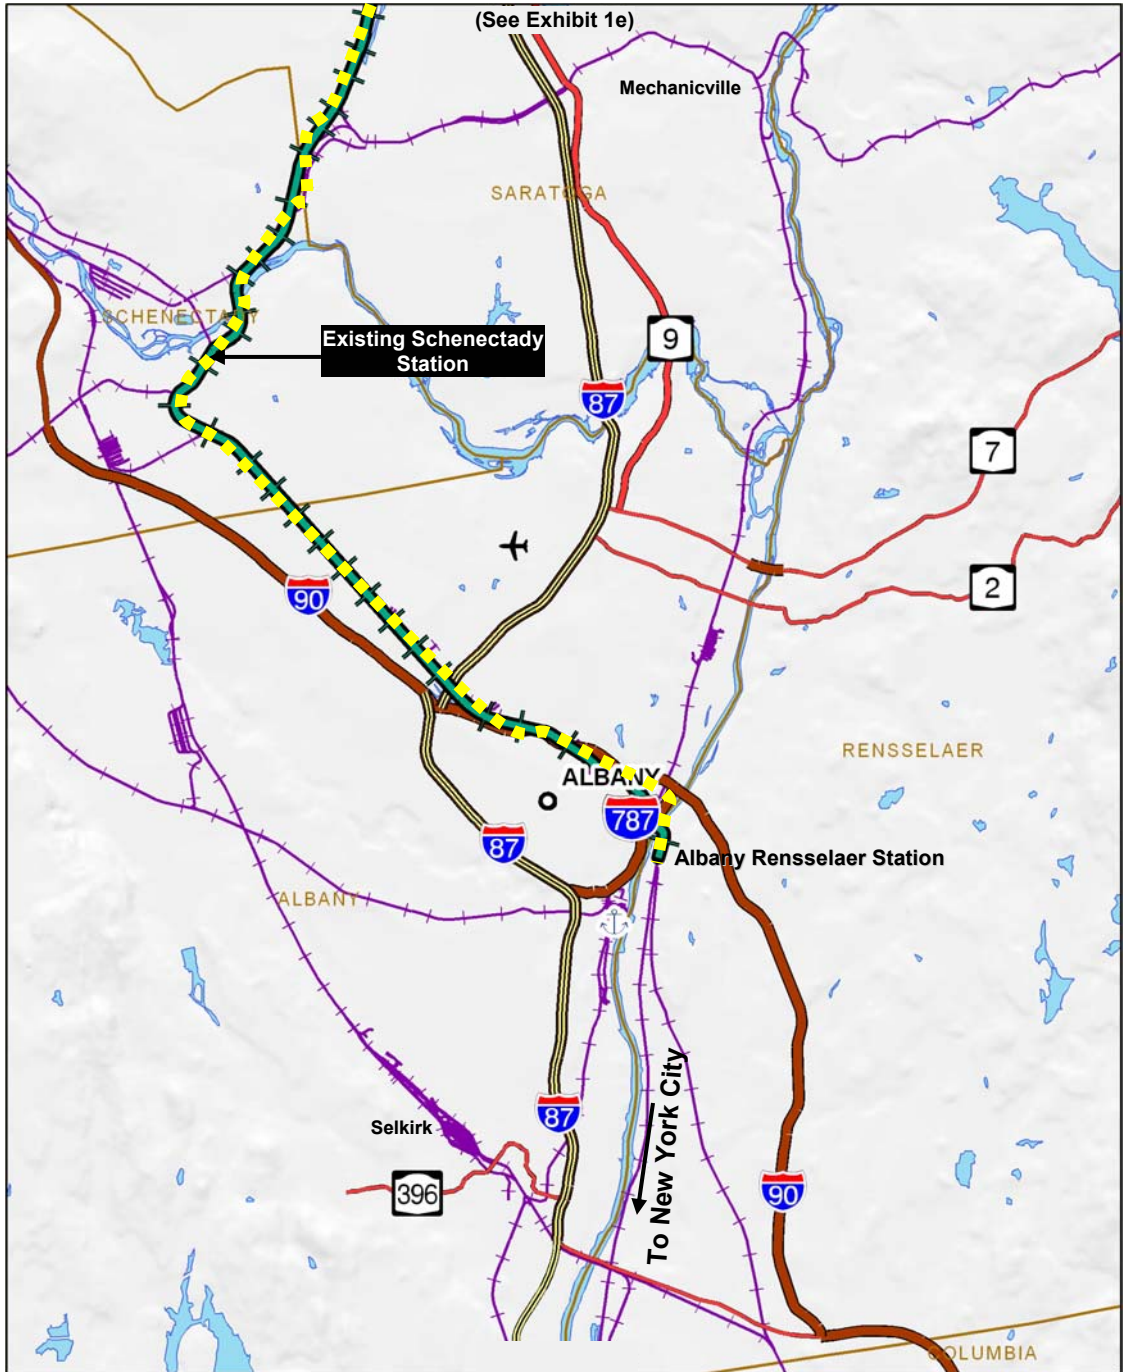 (See Exhibit 1e)
Mechanicville
SARATOGA
SCHENECTADY
Existing Schenectady
Station
9
87
7
2
90
RENSSELAER
ALBANY
787
87
Albany Rensselaer Station
ALBANY
To New York City
87
Selkirk
396
90
COLUMBIA